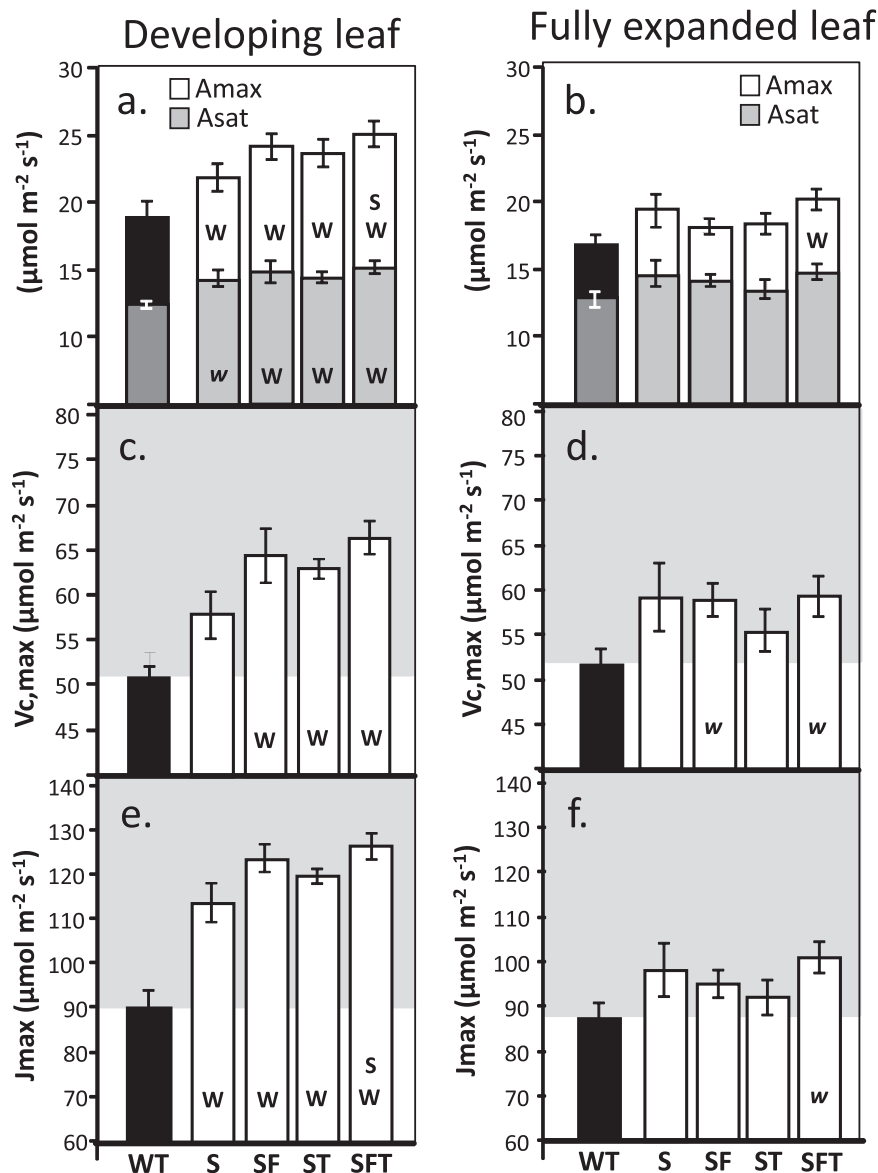 Developing leaf
Fully expanded leaf
a.
Amax
Asat
(µmol m-2 s-1)
30
25
20
15
10
W
W
W
S
W
w
W
W
W
b.
Amax
Asat
(µmol m-2 s-1)
30
25
20
15
10
W
c.
Vc,max (µmol m-2 s-1)
80
75
70
65
60
55
50
45
W
W
W
d.
Vc,max (µmol m-2 s-1)
80
75
70
65
60
55
50
45
w
w
e.
Jmax (µmol m-2 s-1)
140
130
120
110
100
90
80
70
60
W
W
W
S
W
WT S SF ST SFT
f.
Jmax (µmol m-2 s-1)
140
130
120
110
100
90
80
70
60
w
WT S SF ST SFT